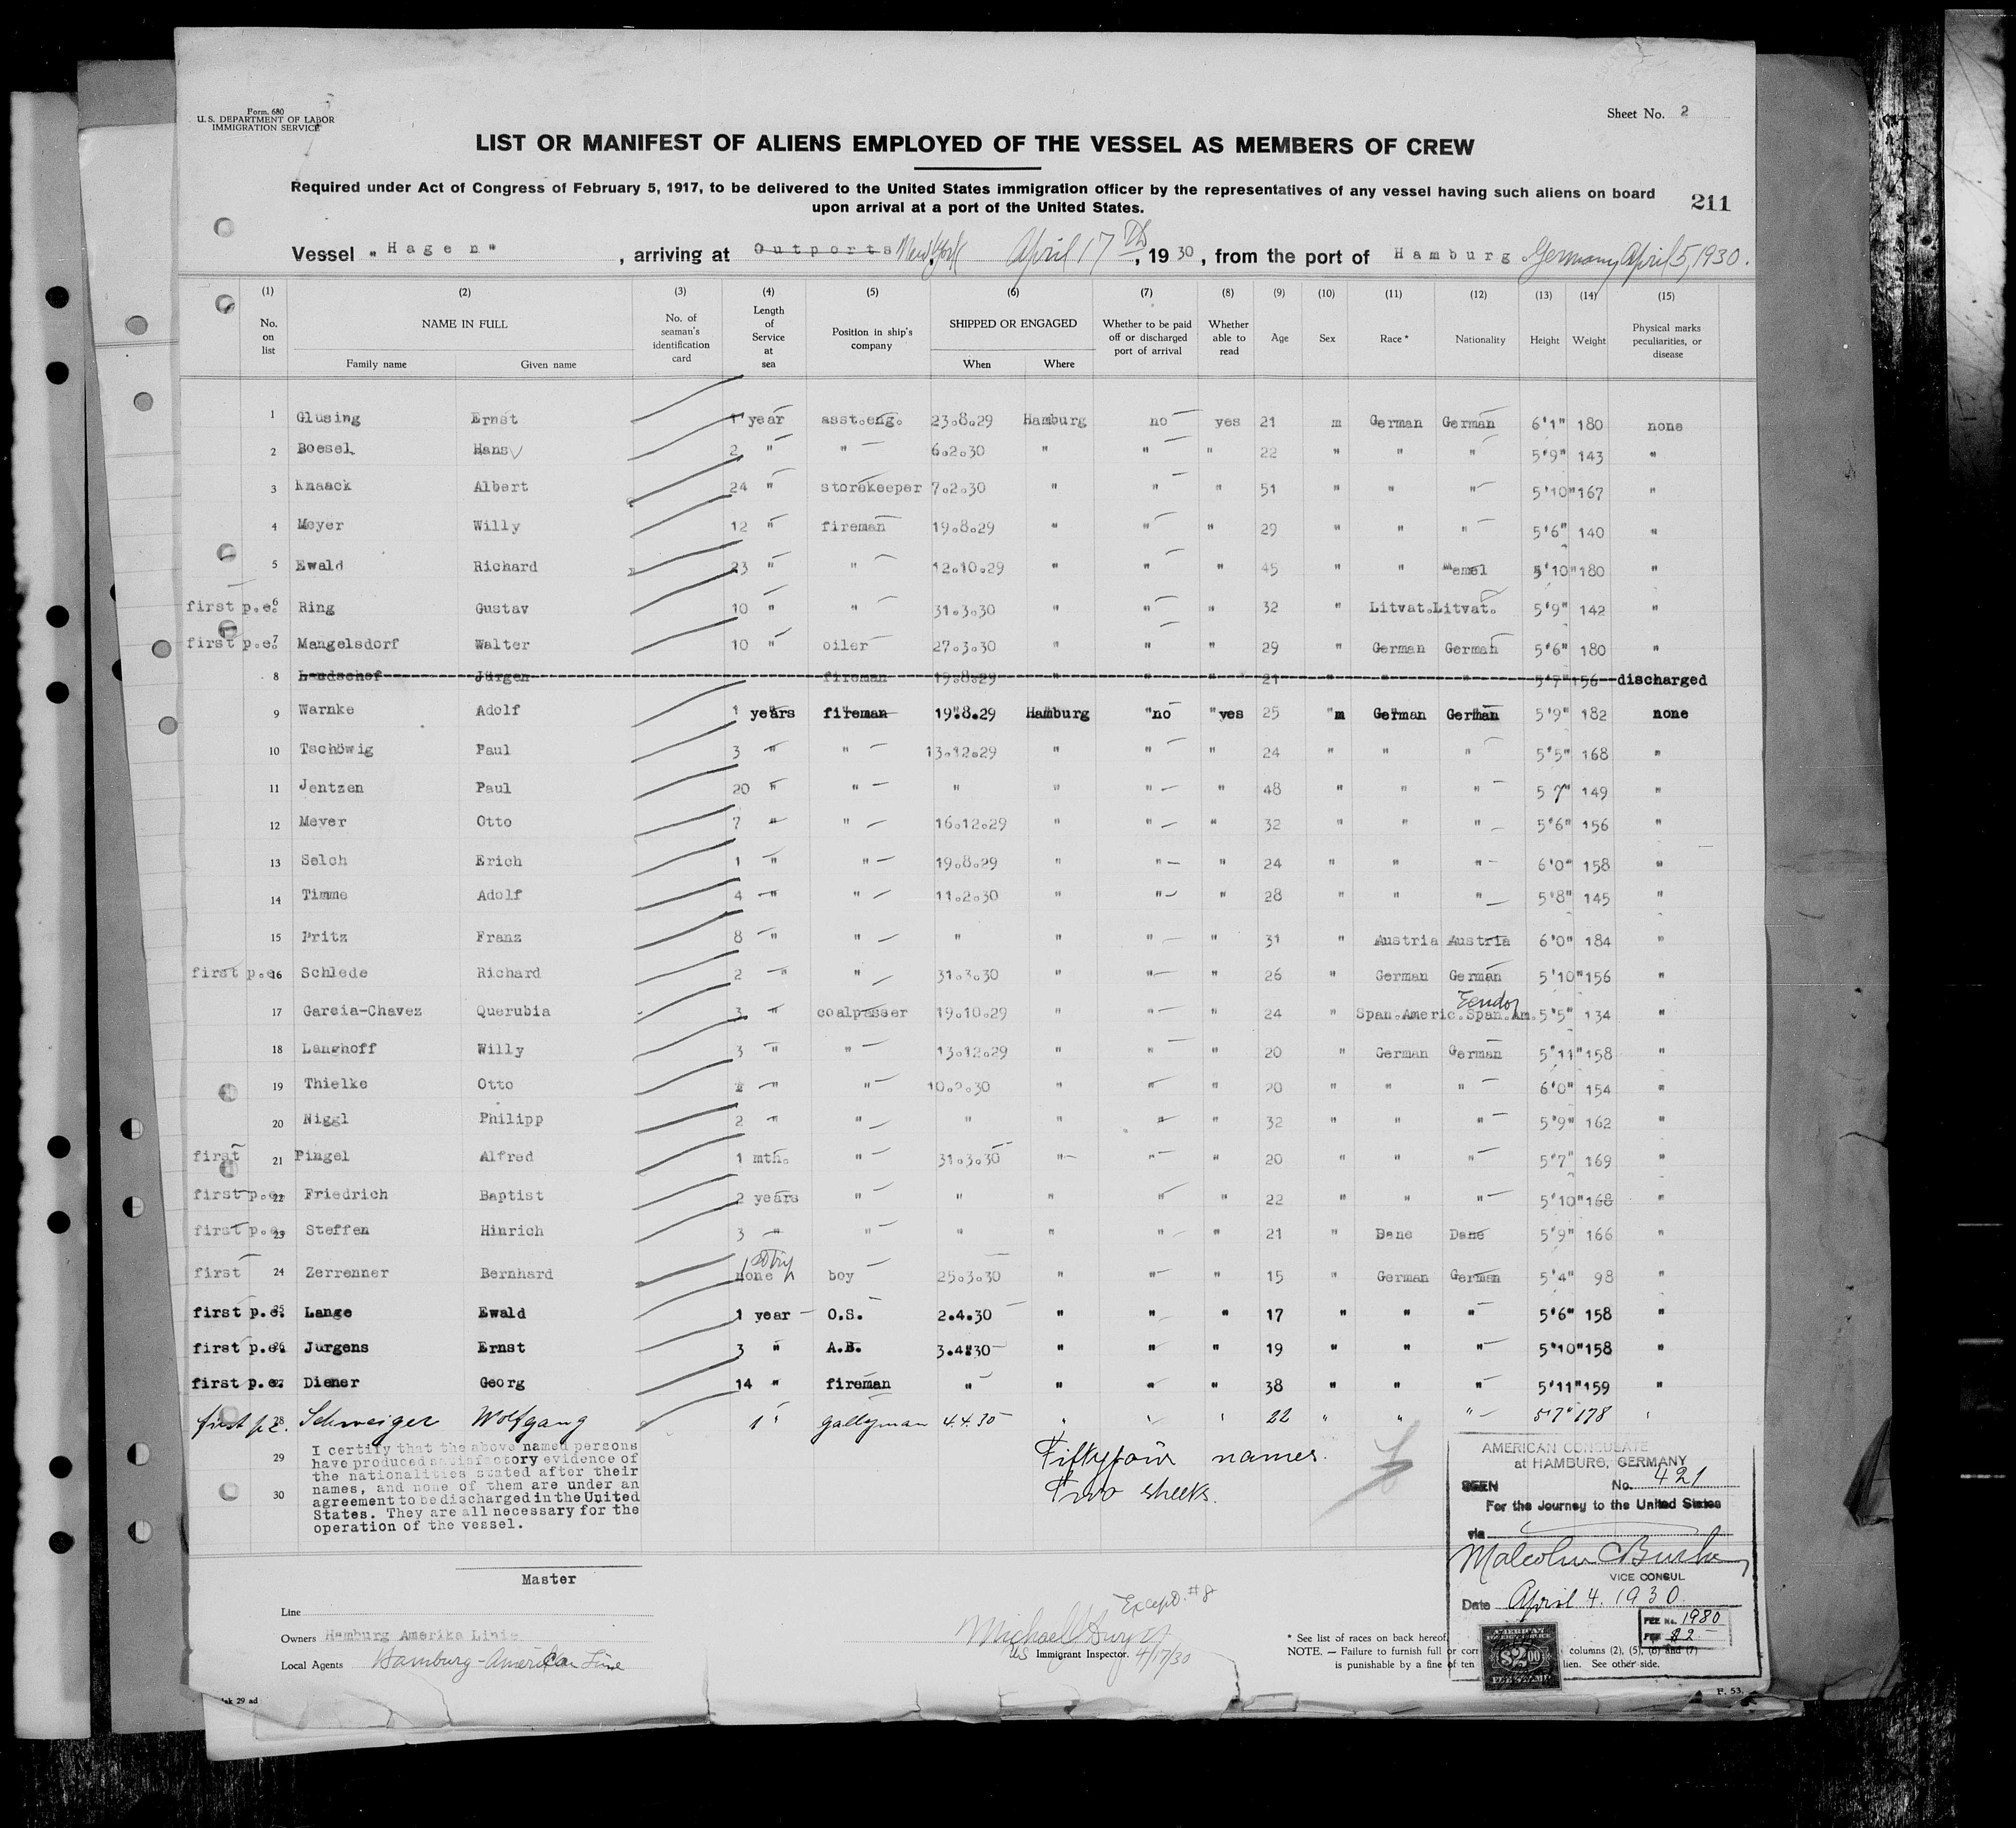 Form. 680
U. S. DEPARTMENT OF LABOR
IMMIGRATION SERVICE
Sheet No. 2
LIST OR MANIFEST OF ALIENS EMPLOYED OF THE VESSEL AS MEMBERS OF CREW
Required under Act of Congress of February 5, 1917, to be delivered to the United States immigration officer by the representatives of any vessel having such aliens on board
upon arrival at a port of the United States.
211
Vessel "Hagen" , arriving at Outports New York April 17th, 1930, from the port of Hamburg Germany April 5, 1930.
(1) (2) (3) (4) (5) (6) (7) (8) (9) (10) (11) (12) (13) (14) (15)
No. on list NAME IN FULL Family name Given name No. of seaman's identification card Length of Service at sea Position in ship's company SHIPPED OR ENGAGED When Where Whether to be paid off or discharged port of arrival Whether able to read Age Sex Race * Nationality Height Weight Physical marks peculiarities, or disease
1 Glüsing Ernst 1 year asst.eng. 23.8.29 Hamburg no yes 21 m German German 6'1" 180 none
2 Boesel Hans 2 " " 6.2.30 " " " 22 " " " 5'9" 143 "
3 Knaack Albert 24 " storekeeper 7.2.30 " " " 51 " " " 5'10" 167 "
4 Meyer Willy 12 " fireman 19.8.29 " " " 29 " " " 5'6" 140 "
5 Ewald Richard 23 " " 12.10.29 " " " 45 " " Memel 5'10" 180 "
first p.e. 6 Ring Gustav 10 " " 31.3.30 " " " 32 " Litvat. Litvat. 5'9" 142 "
first p.e. 7 Mangelsdorf Walter 10 " oiler 27.3.30 " " " 29 " German German 5'6" 180 "
8 Landschof Jürgen fireman 19.8.29 " " " 21 " " " 5'7" 156 discharged
9 Warnke Adolf 1 years fireman 19.8.29 Hamburg no yes 25 m German German 5'9" 182 none
10 Tschöwig Paul 3 " " 13.12.29 " " " 24 " " " 5'5" 168 "
11 Jentzen Paul 20 " " " " " " 48 " " " 5 7" 149 "
12 Meyer Otto 7 " " 16.12.29 " " " 32 " " " 5'6" 156 "
13 Selch Erich 1 " " 19.8.29 " " " 24 " " " 6'0" 158 "
14 Timme Adolf 4 " " 11.2.30 " " " 28 " " " 5'8" 145 "
15 Pritz Franz 8 " " " " " " 31 " Austria Austria 6'0" 184 "
first p.e. 16 Schlede Richard 2 " " 31.3.30 " " " 26 " German German 5'10" 156 "
17 Garcia-Chavez Querubia 3 " coalpasser 19.10.29 " " " 24 " Span.Americ. Span.Am. 5'5" 134 "
18 Langhoff Willy 3 " " 13.12.29 " " " 20 " German German 5'11" 158 "
19 Thielke Otto 2 " " 10.2.30 " " " 20 " " " 6'0" 154 "
20 Niggl Philipp 2 " " " " " " 32 " " " 5'9" 162 "
first 21 Pingel Alfred 1 mth. " 31.3.30 " " " 20 " " " 5'7" 169 "
first p.e. 22 Friedrich Baptist 2 years " " " " " 22 " " " 5'10" 168 "
first p.e. 23 Steffen Hinrich 3 " " " " " " 21 " Dane Dane 5'9" 166 "
first 24 Zerrenner Bernhard none boy 25.3.30 " " " 15 " German German 5'4" 98 "
first p.e. 25 Lange Ewald 1 year O.S. 2.4.30 " " " 17 " " " 5'6" 158 "
first p.e. 26 Jurgens Ernst 3 " A.B. 3.4.30 " " " 19 " " " 5'10" 158 "
first p.e. 27 Diener Georg 14 " fireman " " " " 38 " " " 5'11" 159 "
first p.e. 28 Schweiger Wolfgang 1 " galleyman 4.4.30 " " " 22 " " " 5'7" 178 "
29
30
I certify that the above named persons
have produced satisfactory evidence of
the nationalities stated after their
names, and none of them are under an
agreement to be discharged in the United
States. They are all necessary for the
operation of the vessel.
Fiftyfour names.
Two sheets.
AMERICAN CONSULATE
at HAMBURG, GERMANY
SEEN No. 421
For the Journey to the United States
via
Malcolm C Burke
VICE CONSUL
Date April 4. 1930
FEE No. 1980
FEE $2-
Master
Line
Owners Hamburg Amerika Linie
Local Agents Hamburg-American Line
Except. #8
US Immigrant Inspector. 4/17/30
* See list of races on back hereof.
NOTE. — Failure to furnish full or columns (2), (5), (6) and (7)
is punishable by a fine of ten lien. See other side.
AMERICAN
$2.00
FEE STAMP
29 ad
F. 53.